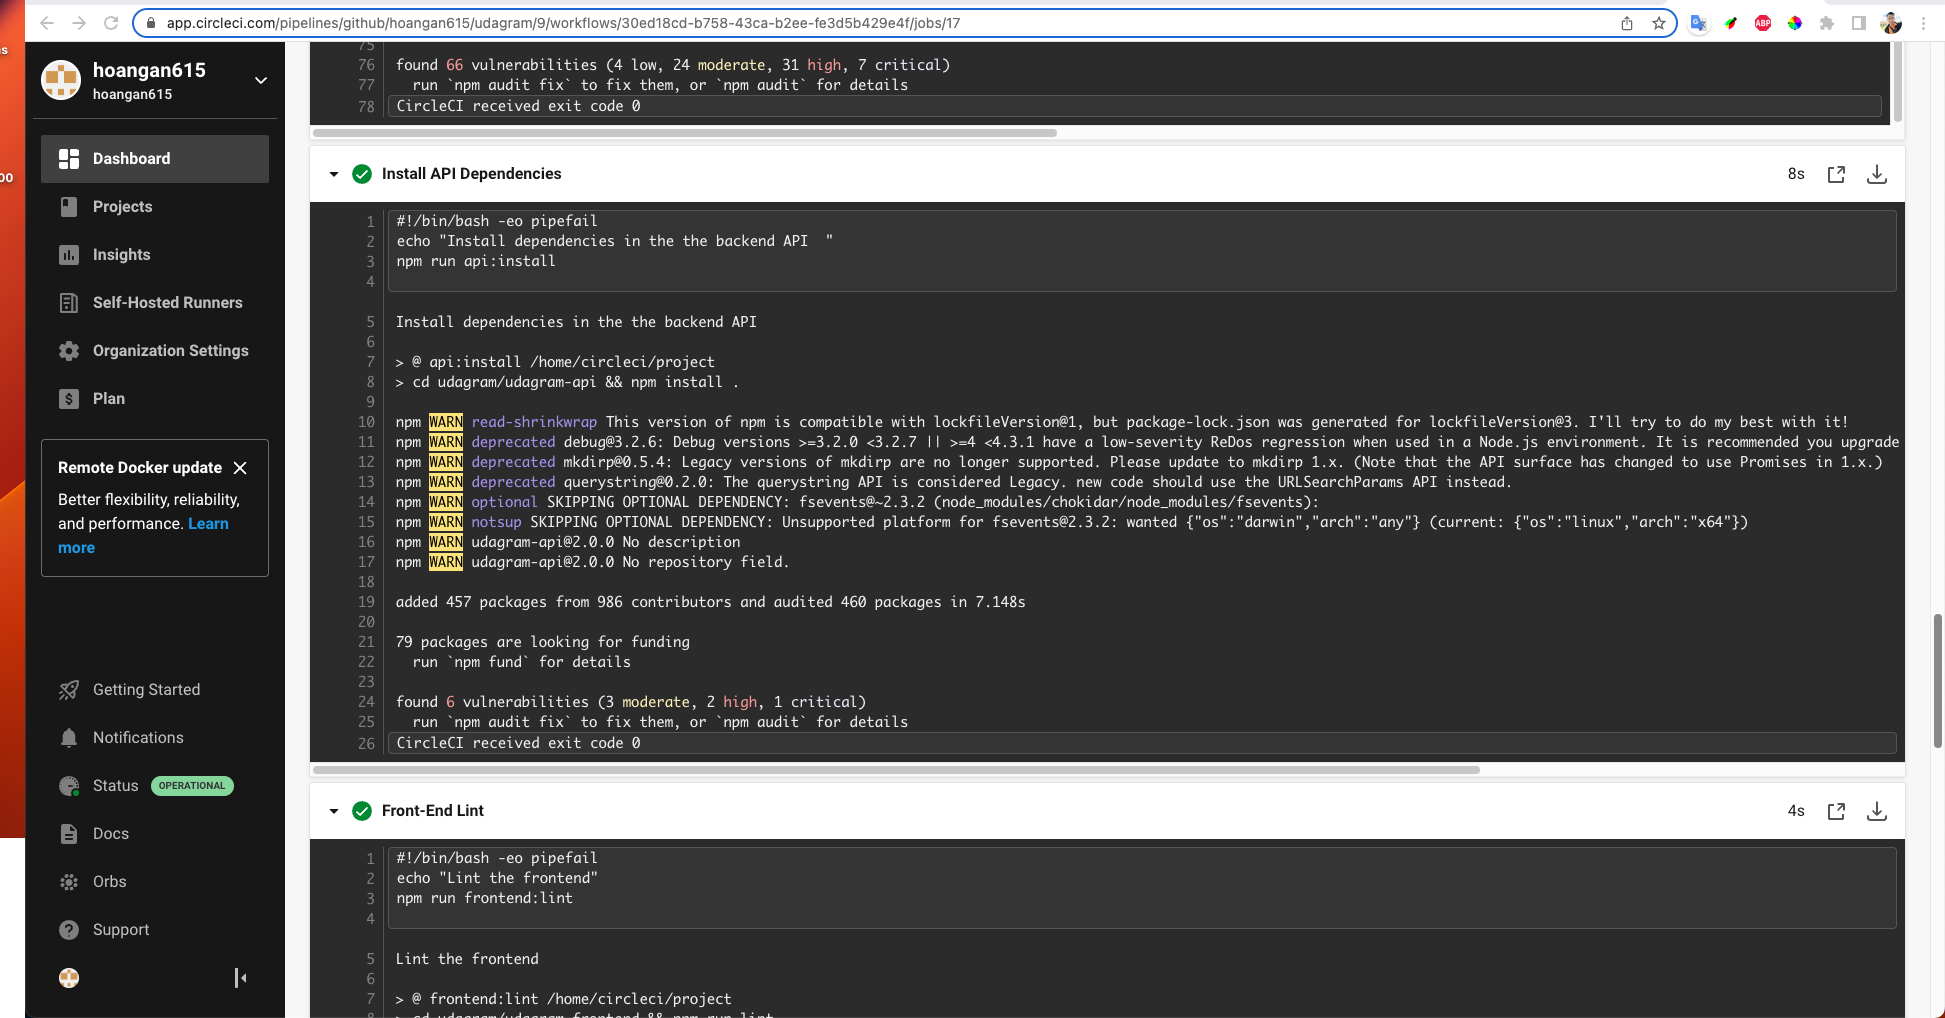 app.circleci.com/pipelines/github/hoangan615/udagram/9/workflows/30ed18cd-b758-43ca-b2ee-fe3d5b429e4f/jobs/17
ABP
00
hoangan615
hoangan615
Dashboard
Projects
Insights
Self-Hosted Runners
Organization Settings
Plan
Remote Docker update
Better flexibility, reliability,
and performance. Learn
more
Getting Started
Notifications
Status OPERATIONAL
Docs
Orbs
Support
75
76 found 66 vulnerabilities (4 low, 24 moderate, 31 high, 7 critical)
77 run `npm audit fix` to fix them, or `npm audit` for details
78 CircleCI received exit code 0
Install API Dependencies 8s
1 #!/bin/bash -eo pipefail
2 echo "Install dependencies in the the backend API  "
3 npm run api:install
4
5 Install dependencies in the the backend API
6
7 > @ api:install /home/circleci/project
8 > cd udagram/udagram-api && npm install .
9
10 npm WARN read-shrinkwrap This version of npm is compatible with lockfileVersion@1, but package-lock.json was generated for lockfileVersion@3. I'll try to do my best with it!
11 npm WARN deprecated debug@3.2.6: Debug versions >=3.2.0 <3.2.7 || >=4 <4.3.1 have a low-severity ReDos regression when used in a Node.js environment. It is recommended you upgrade
12 npm WARN deprecated mkdirp@0.5.4: Legacy versions of mkdirp are no longer supported. Please update to mkdirp 1.x. (Note that the API surface has changed to use Promises in 1.x.)
13 npm WARN deprecated querystring@0.2.0: The querystring API is considered Legacy. new code should use the URLSearchParams API instead.
14 npm WARN optional SKIPPING OPTIONAL DEPENDENCY: fsevents@~2.3.2 (node_modules/chokidar/node_modules/fsevents):
15 npm WARN notsup SKIPPING OPTIONAL DEPENDENCY: Unsupported platform for fsevents@2.3.2: wanted {"os":"darwin","arch":"any"} (current: {"os":"linux","arch":"x64"})
16 npm WARN udagram-api@2.0.0 No description
17 npm WARN udagram-api@2.0.0 No repository field.
18
19 added 457 packages from 986 contributors and audited 460 packages in 7.148s
20
21 79 packages are looking for funding
22 run `npm fund` for details
23
24 found 6 vulnerabilities (3 moderate, 2 high, 1 critical)
25 run `npm audit fix` to fix them, or `npm audit` for details
26 CircleCI received exit code 0
Front-End Lint 4s
1 #!/bin/bash -eo pipefail
2 echo "Lint the frontend"
3 npm run frontend:lint
4
5 Lint the frontend
6
7 > @ frontend:lint /home/circleci/project
8 > cd udagram/udagram-frontend && npm run lint